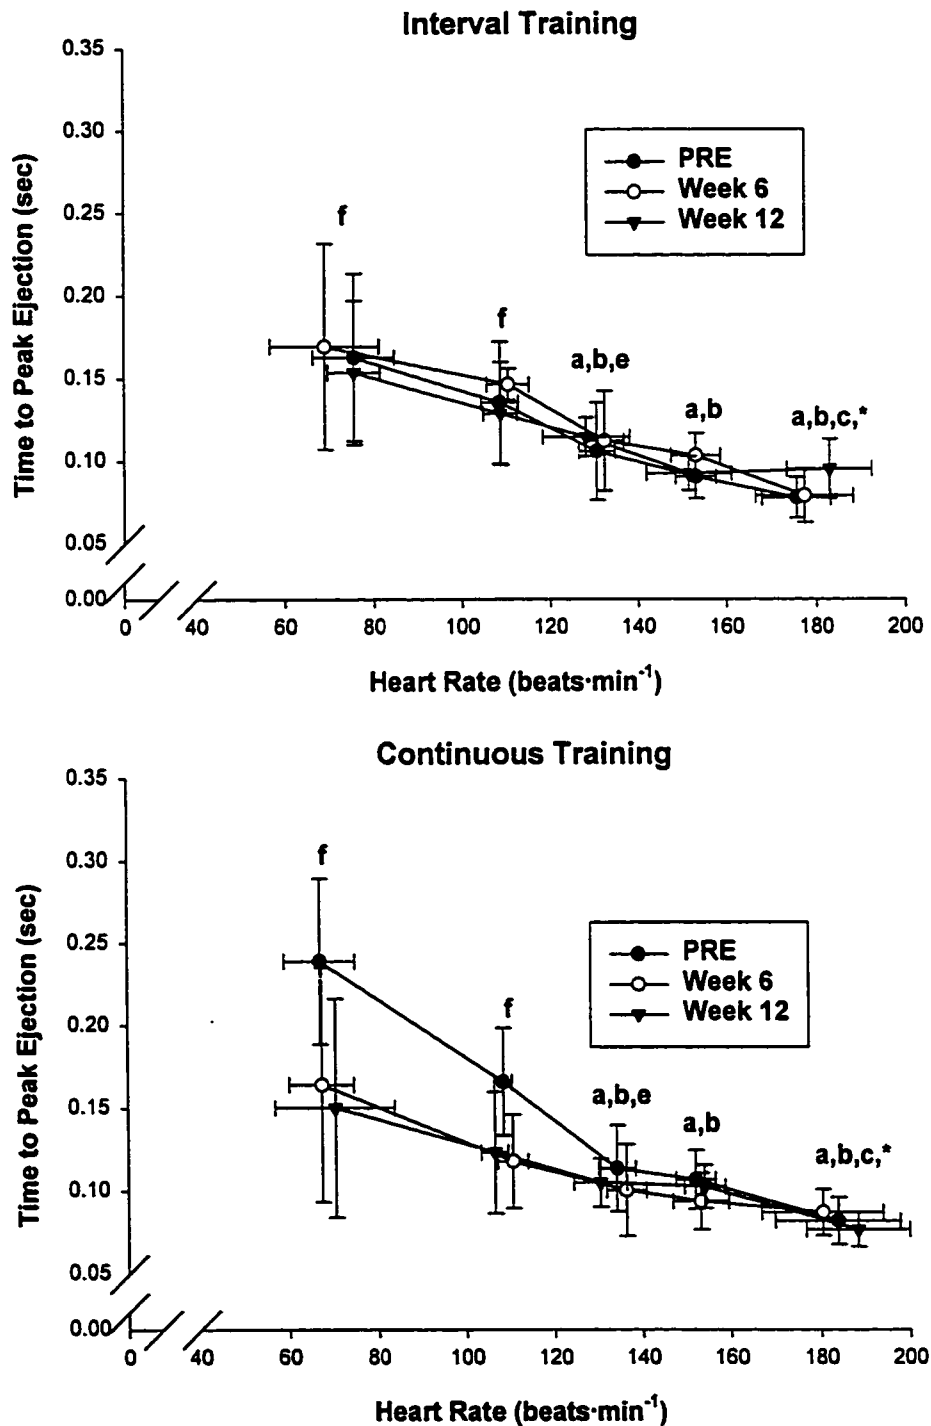 Interval Training
0.35
0.30
0.25
0.20
0.15
0.10
0.05
0.00
Time to Peak Ejection (sec)
PRE
Week 6
Week 12
f
f
a,b,e
a,b
a,b,c,*
0 40 60 80 100 120 140 160 180 200
Heart Rate (beats·min⁻¹)
Continuous Training
0.35
0.30
0.25
0.20
0.15
0.10
0.05
0.00
Time to Peak Ejection (sec)
PRE
Week 6
Week 12
f
f
a,b,e
a,b
a,b,c,*
0 40 60 80 100 120 140 160 180 200
Heart Rate (beats·min⁻¹)